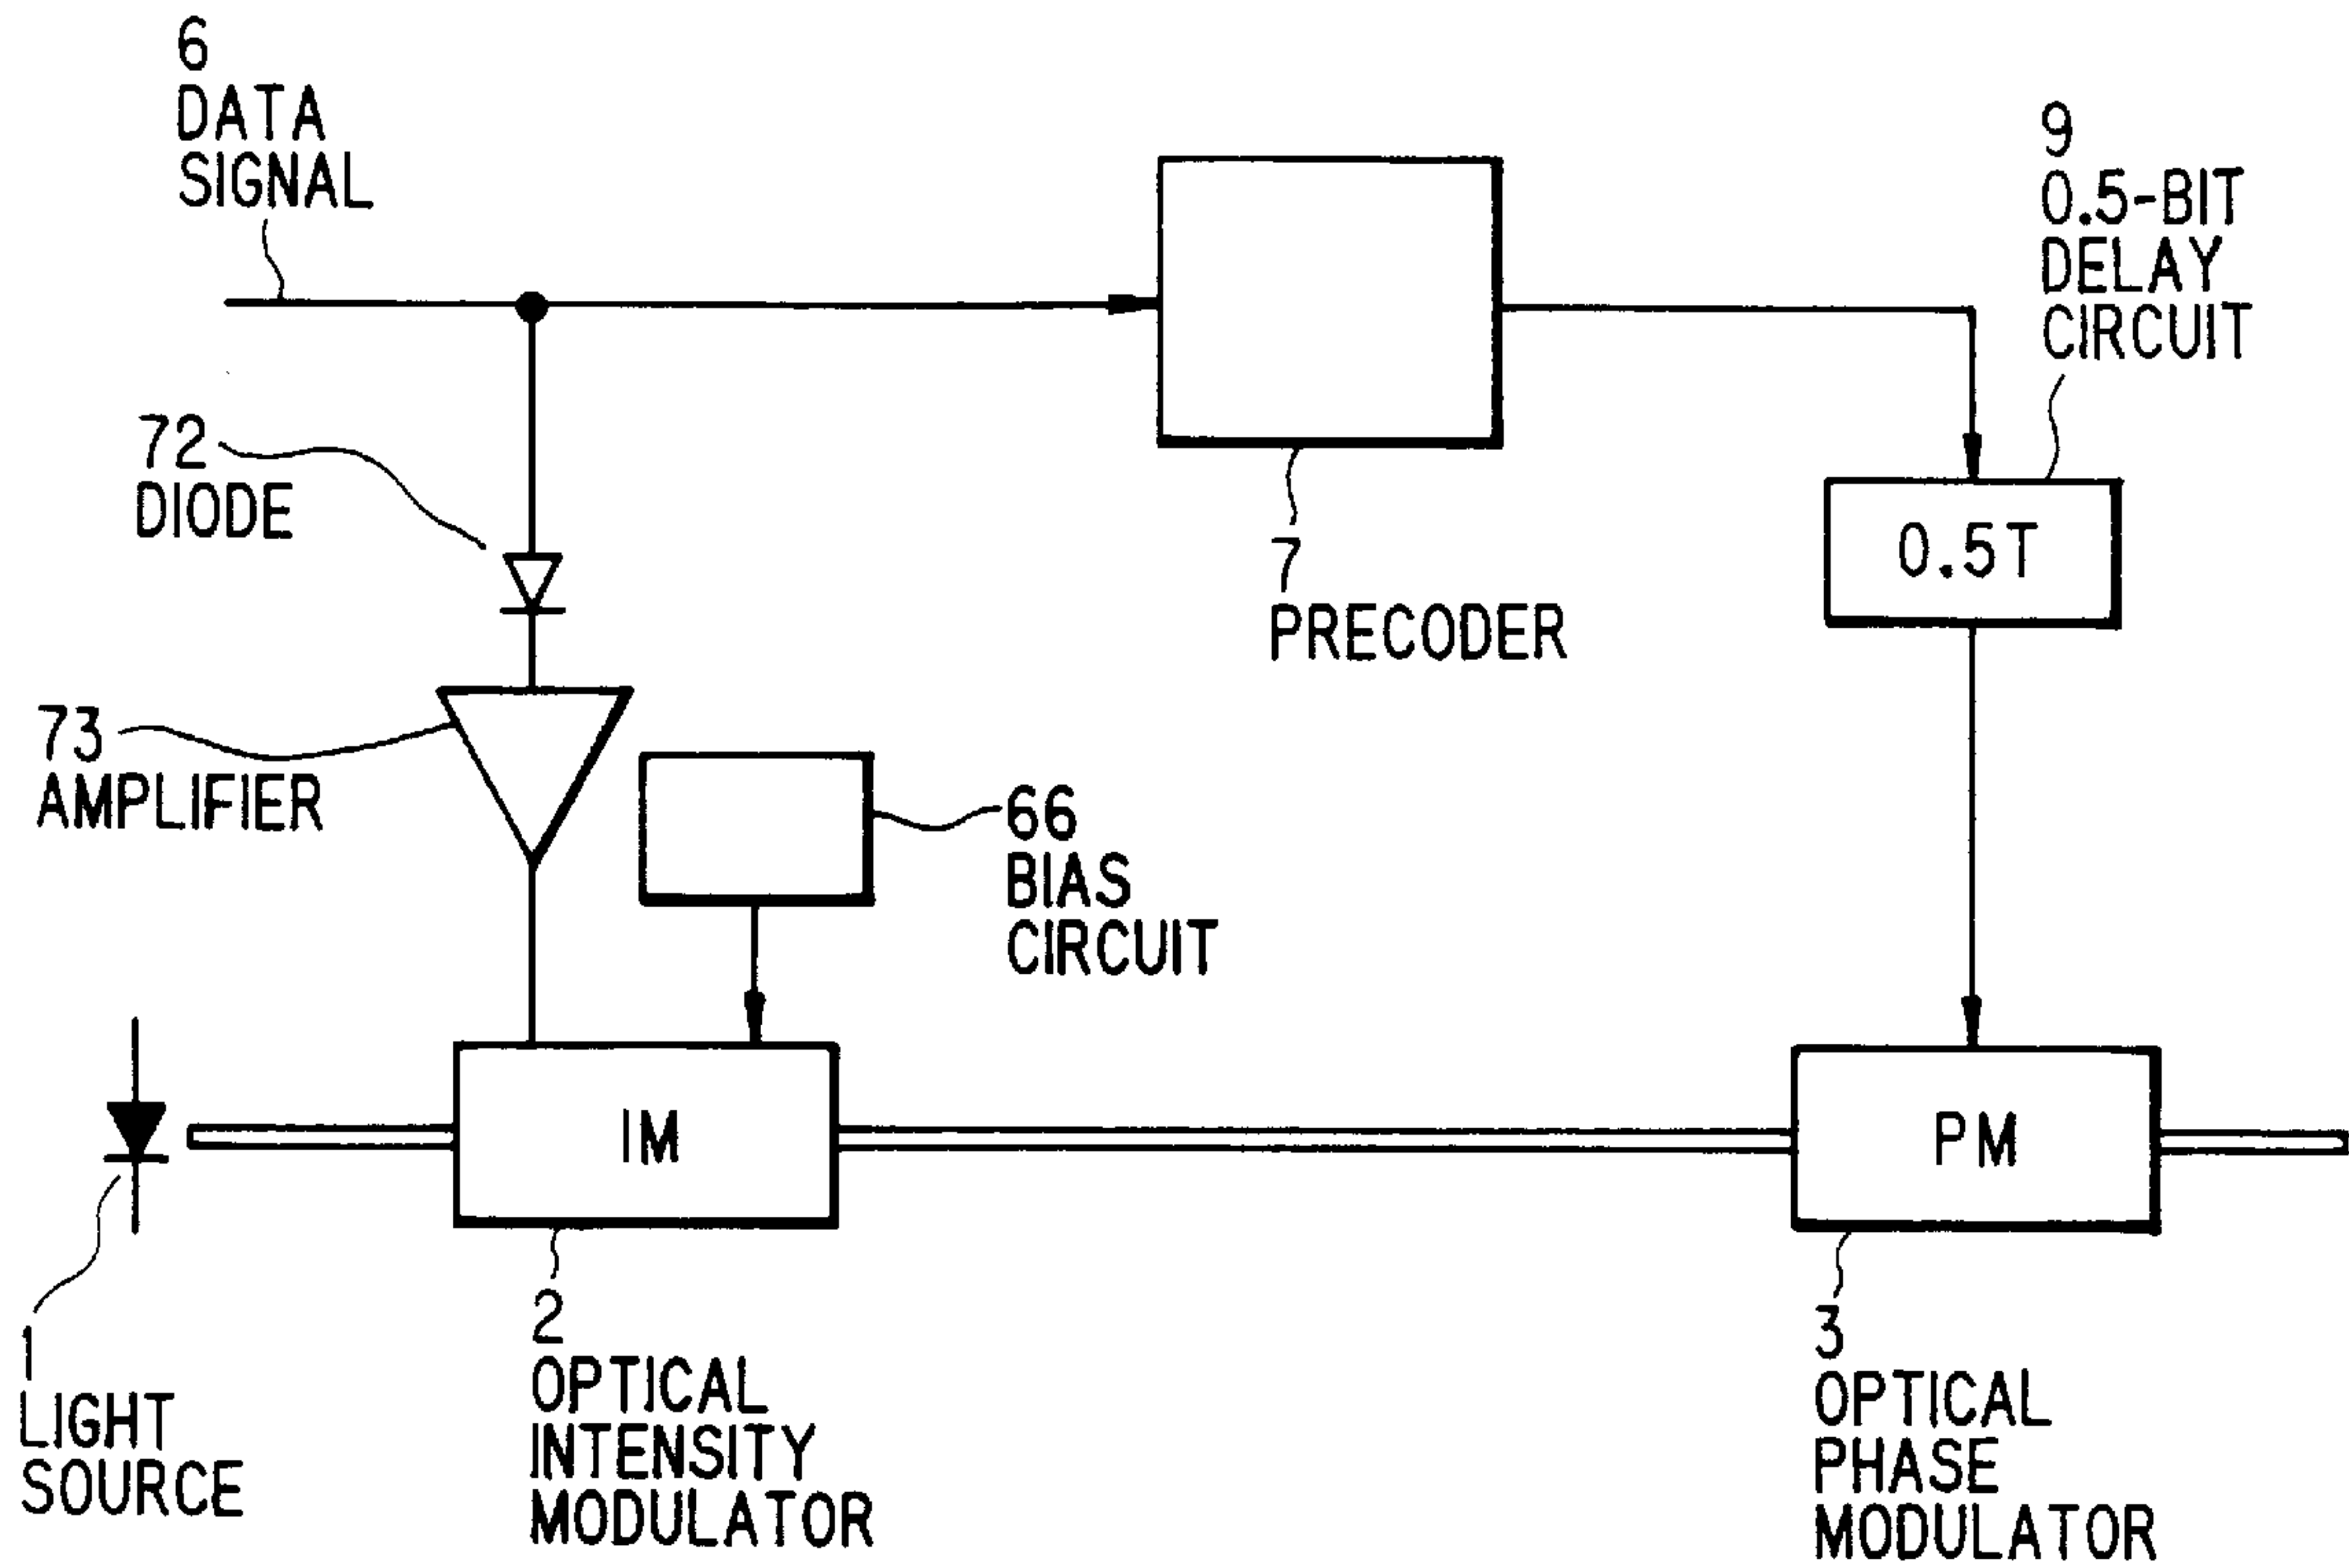 6
DATA
SIGNAL
9
0.5-BIT
DELAY
CIRCUIT
72
DIODE
0.5T
7
PRECODER
73
AMPLIFIER
66
BIAS
CIRCUIT
IM
PM
1
LIGHT
SOURCE
2
OPTICAL
INTENSITY
MODULATOR
3
OPTICAL
PHASE
MODULATOR